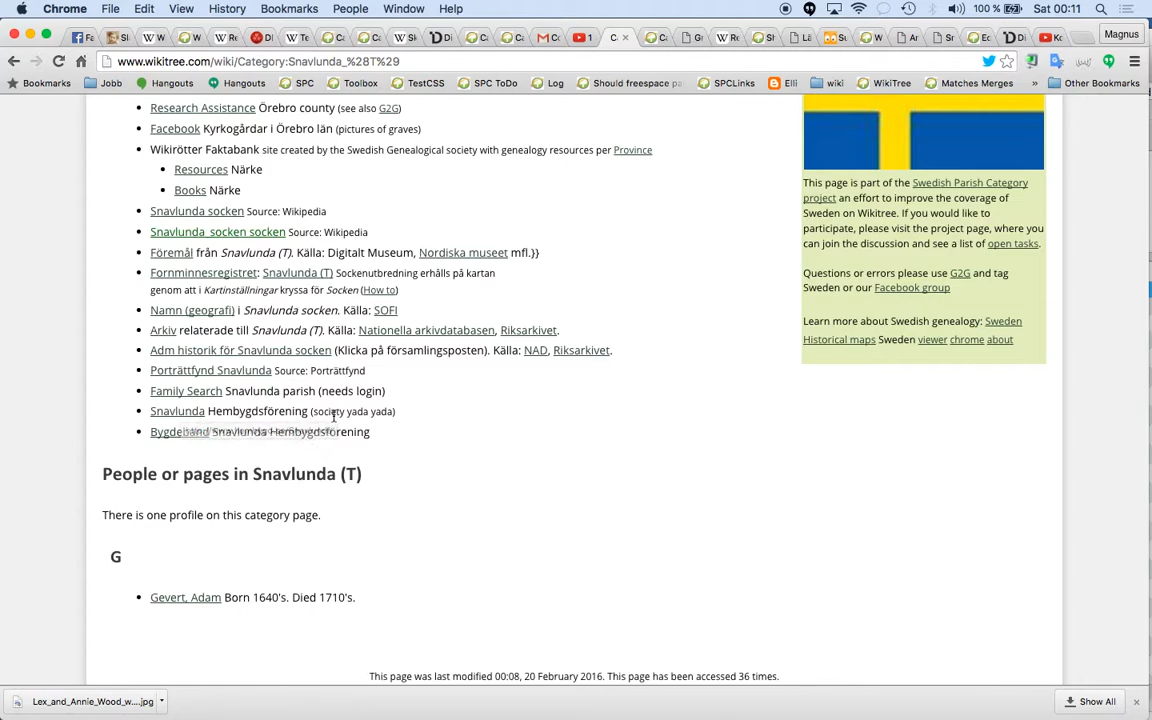 Chrome File Edit View History Bookmarks People Window Help 100 % Sat 00:11
Magnus
www.wikitree.com/wiki/Category:Snavlunda_%28T%29
Bookmarks Jobb Hangouts Hangouts SPC Toolbox TestCSS SPC ToDo Log Should freespace pa SPCLinks Elli wiki WikiTree Matches Merges » Other Bookmarks
Research Assistance Örebro county (see also G2G)
Facebook Kyrkogårdar i Örebro län (pictures of graves)
Wikirötter Faktabank site created by the Swedish Genealogical society with genealogy resources per Province
Resources Närke
Books Närke
Snavlunda socken Source: Wikipedia
Snavlunda socken socken Source: Wikipedia
Föremål från Snavlunda (T). Källa: Digitalt Museum, Nordiska museet mfl.}}
Fornminnesregistret: Snavlunda (T) Sockenutbredning erhålls på kartan
genom att i Kartinställningar kryssa för Socken (How to)
Namn (geografi) i Snavlunda socken. Källa: SOFI
Arkiv relaterade till Snavlunda (T). Källa: Nationella arkivdatabasen, Riksarkivet.
Adm historik för Snavlunda socken (Klicka på församlingsposten). Källa: NAD, Riksarkivet.
Porträttfynd Snavlunda Source: Porträttfynd
Family Search Snavlunda parish (needs login)
Snavlunda Hembygdsförening (society yada yada)
Bygdeband Snavlunda Hembygdsförening
This page is part of the Swedish Parish Category
project an effort to improve the coverage of
Sweden on Wikitree. If you would like to
participate, please visit the project page, where you
can join the discussion and see a list of open tasks.
Questions or errors please use G2G and tag
Sweden or our Facebook group
Learn more about Swedish genealogy: Sweden
Historical maps Sweden viewer chrome about
People or pages in Snavlunda (T)
There is one profile on this category page.
G
Gevert, Adam Born 1640's. Died 1710's.
This page was last modified 00:08, 20 February 2016. This page has been accessed 36 times.
Lex_and_Annie_Wood_w....jpg Show All